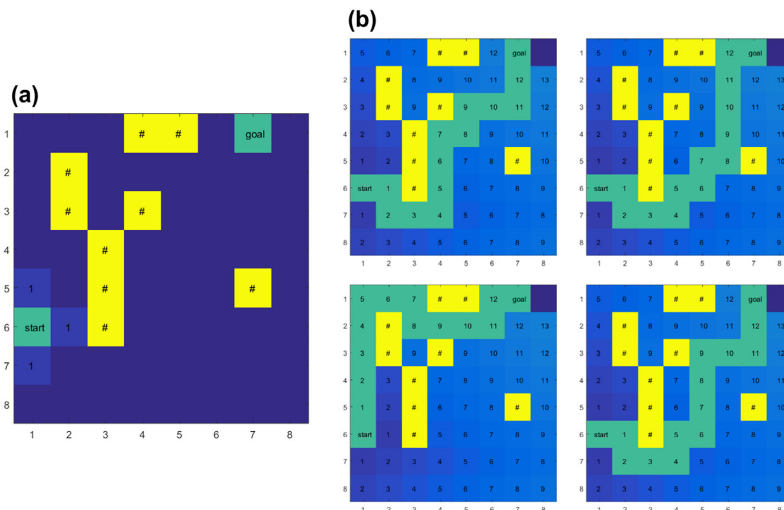 (a)
1 # # goal
2 #
3 # #
4 #
5 1 # #
6 start 1 #
7 1
8
1 2 3 4 5 6 7 8
(b)
1 5 6 7 # # 12 goal
2 4 # 8 9 10 11 12 13
3 3 # 9 # 9 10 11 12
4 2 3 # 7 8 9 10 11
5 1 2 # 6 7 8 # 10
6 start 1 # 5 6 7 8 9
7 1 2 3 4 5 6 7 8
8 2 3 4 5 6 7 8 9
1 2 3 4 5 6 7 8
5 6 7 # # 12 goal
4 # 8 9 10 11 12 13
3 # 9 # 9 10 11 12
2 3 # 7 8 9 10 11
1 2 # 6 7 8 # 10
start 1 # 5 6 7 8 9
1 2 3 4 5 6 7 8
2 3 4 5 6 7 8 9
1 2 3 4 5 6 7 8
1 5 6 7 # # 12 goal
2 4 # 8 9 10 11 12 13
3 3 # 9 # 9 10 11 12
4 2 3 # 7 8 9 10 11
5 1 2 # 6 7 8 # 10
6 start 1 # 5 6 7 8 9
7 1 2 3 4 5 6 7 8
8 2 3 4 5 6 7 8 9
5 6 7 # # 12 goal
4 # 8 9 10 11 12 13
3 # 9 # 9 10 11 12
2 3 # 7 8 9 10 11
1 2 # 6 7 8 # 10
start 1 # 5 6 7 8 9
1 2 3 4 5 6 7 8
2 3 4 5 6 7 8 9